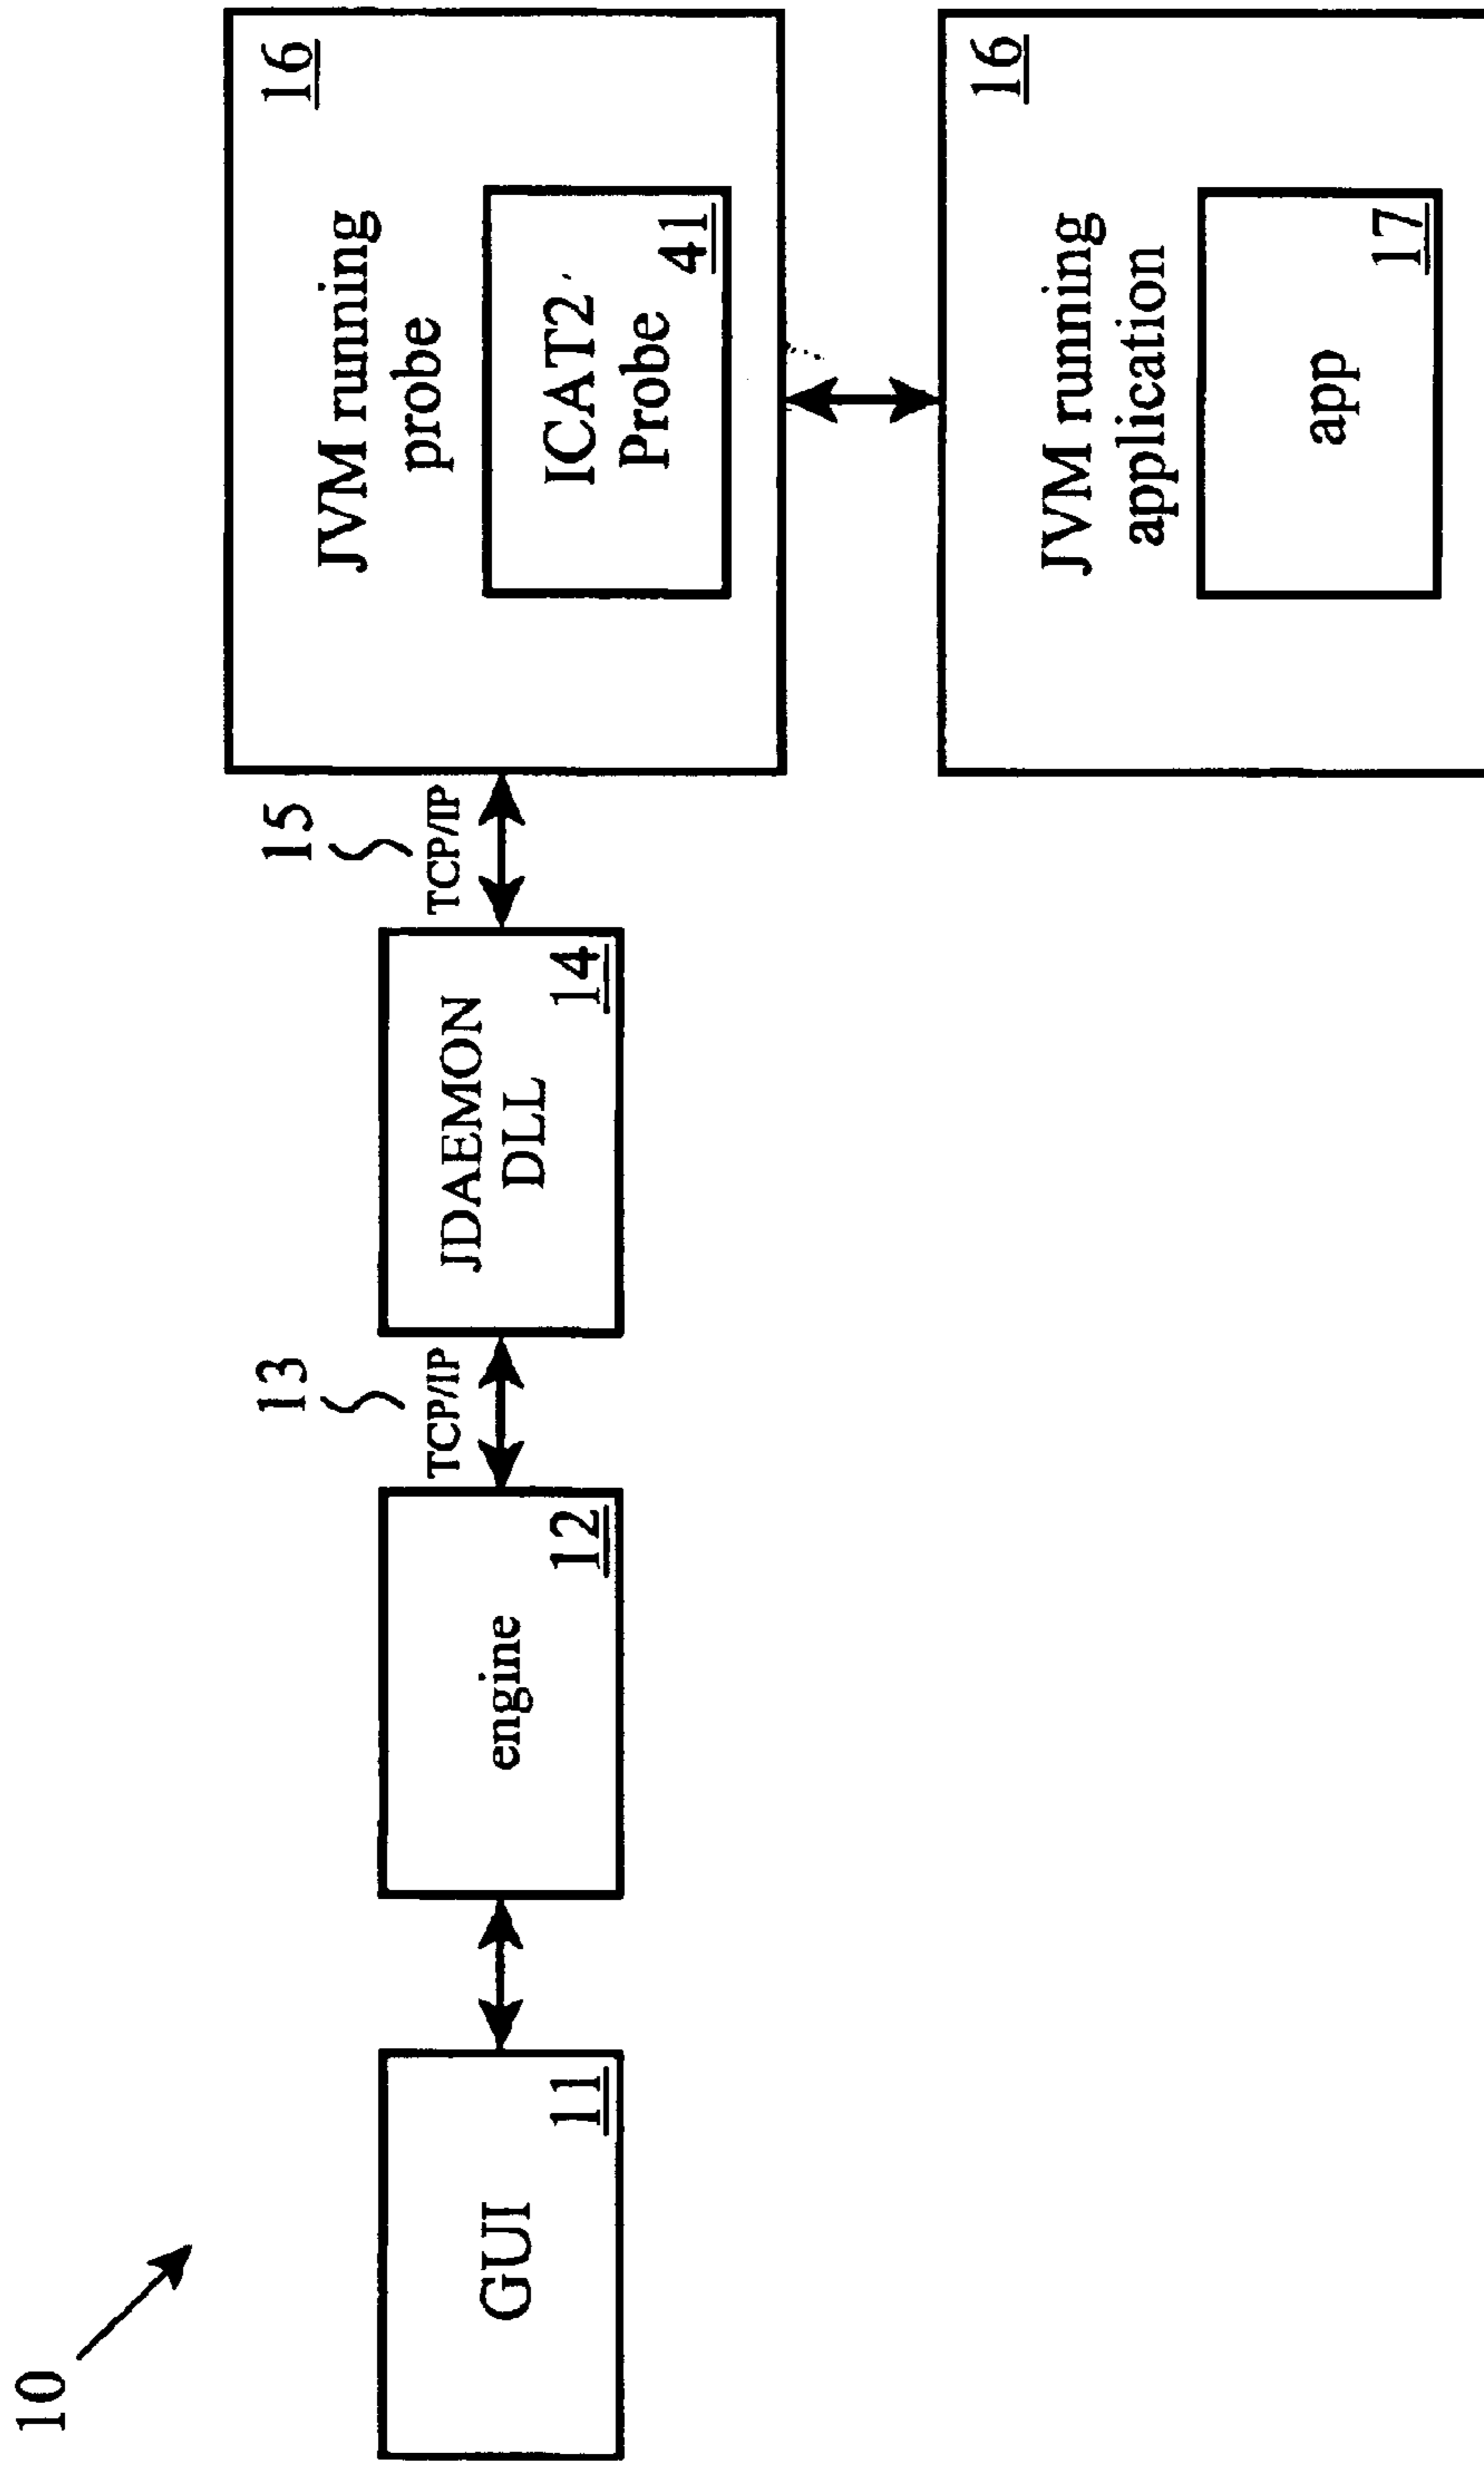 10
GUI
11
engine
12
13
TCP/IP
JDAEMON
DLL
14
15
TCP/IP
16
JVM running
probe
ICAT2
Probe
41
16
JVM running
application
app
17